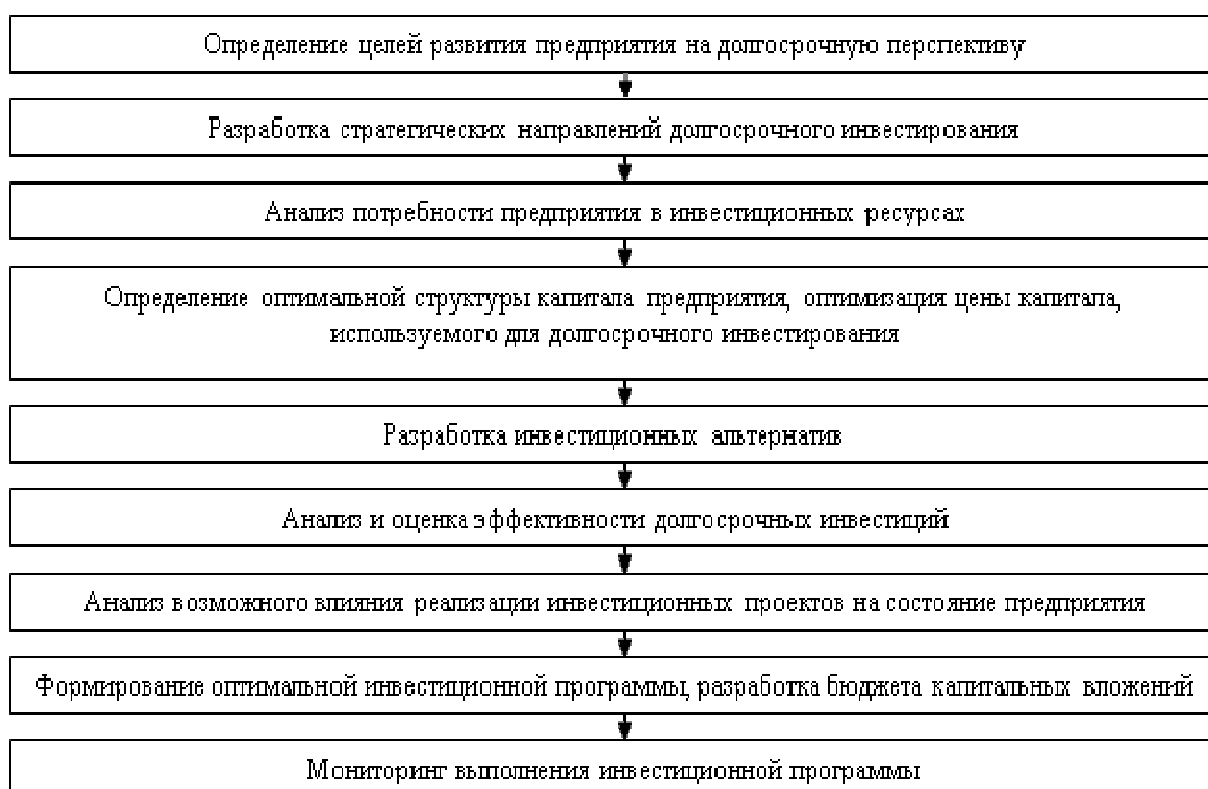 Определение целей развития предприятия на долгосрочную перспективу
Разработка стратегических направлений долгосрочного инвестирования
Анализ потребности предприятия в инвестиционных ресурсах
Определение оптимальной структуры капитала предприятия, оптимизация цены капитала,
используемого для долгосрочного инвестирования
Разработка инвестиционных альтернатив
Анализ и оценка эффективности долгосрочных инвестиций
Анализ возможного влияния реализации инвестиционных проектов на состояние предприятия
Формирование оптимальной инвестиционной программы, разработка бюджета капитальных вложений
Мониторинг выполнения инвестиционной программы